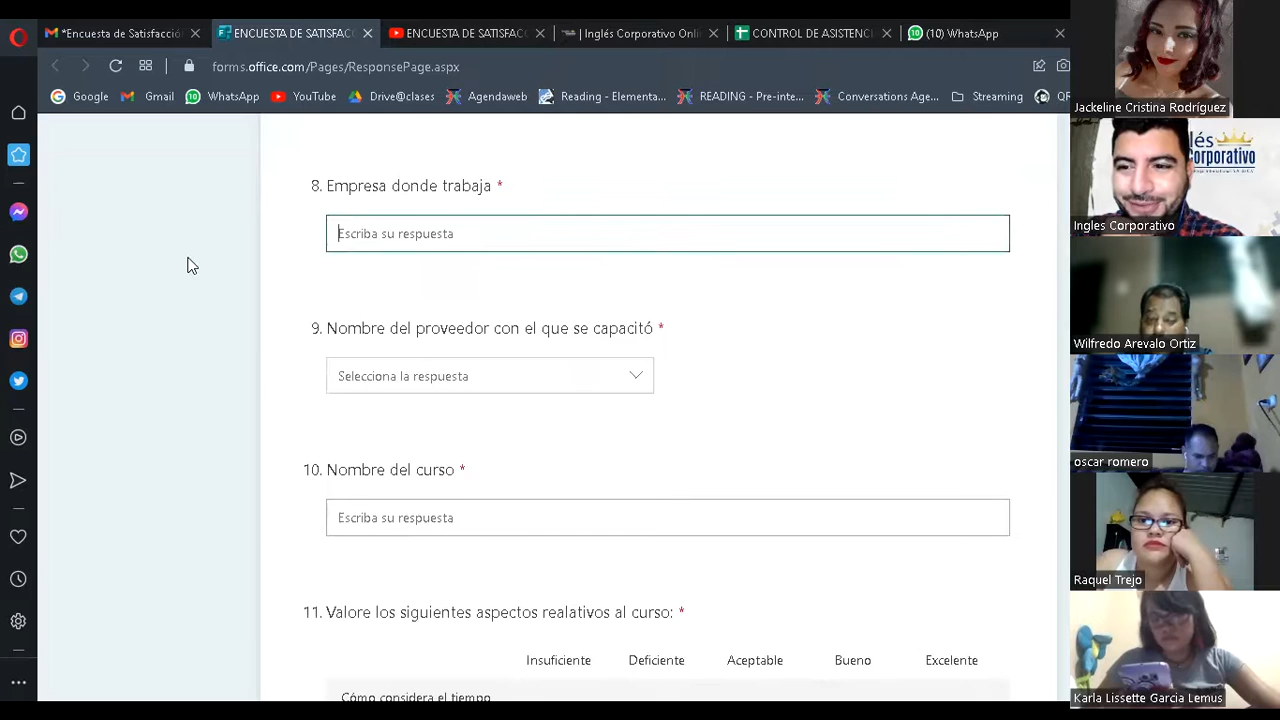 *Encuesta de Satisfacció
ENCUESTA DE SATISFAC
ENCUESTA DE SATISFAC
| Inglés Corporativo Onli
CONTROL DE ASISTENC
(10) WhatsApp
forms.office.com/Pages/ResponsePage.aspx
Google
Gmail
WhatsApp
YouTube
Drive@clases
Agendaweb
Reading - Elementa...
READING - Pre-inte...
Conversations Age...
Streaming
QR
8. Empresa donde trabaja *
Escriba su respuesta
9. Nombre del proveedor con el que se capacitó *
Selecciona la respuesta
10. Nombre del curso *
Escriba su respuesta
11. Valore los siguientes aspectos realativos al curso: *
Insuficiente Deficiente Aceptable Bueno Excelente
Cómo considera el tiempo
Jackeline Cristina Rodríguez
lés
Corporativo
Ingles Corporativo
Wilfredo Arevalo Ortiz
oscar romero
Raquel Trejo
Karla Lissette Garcia Lemus